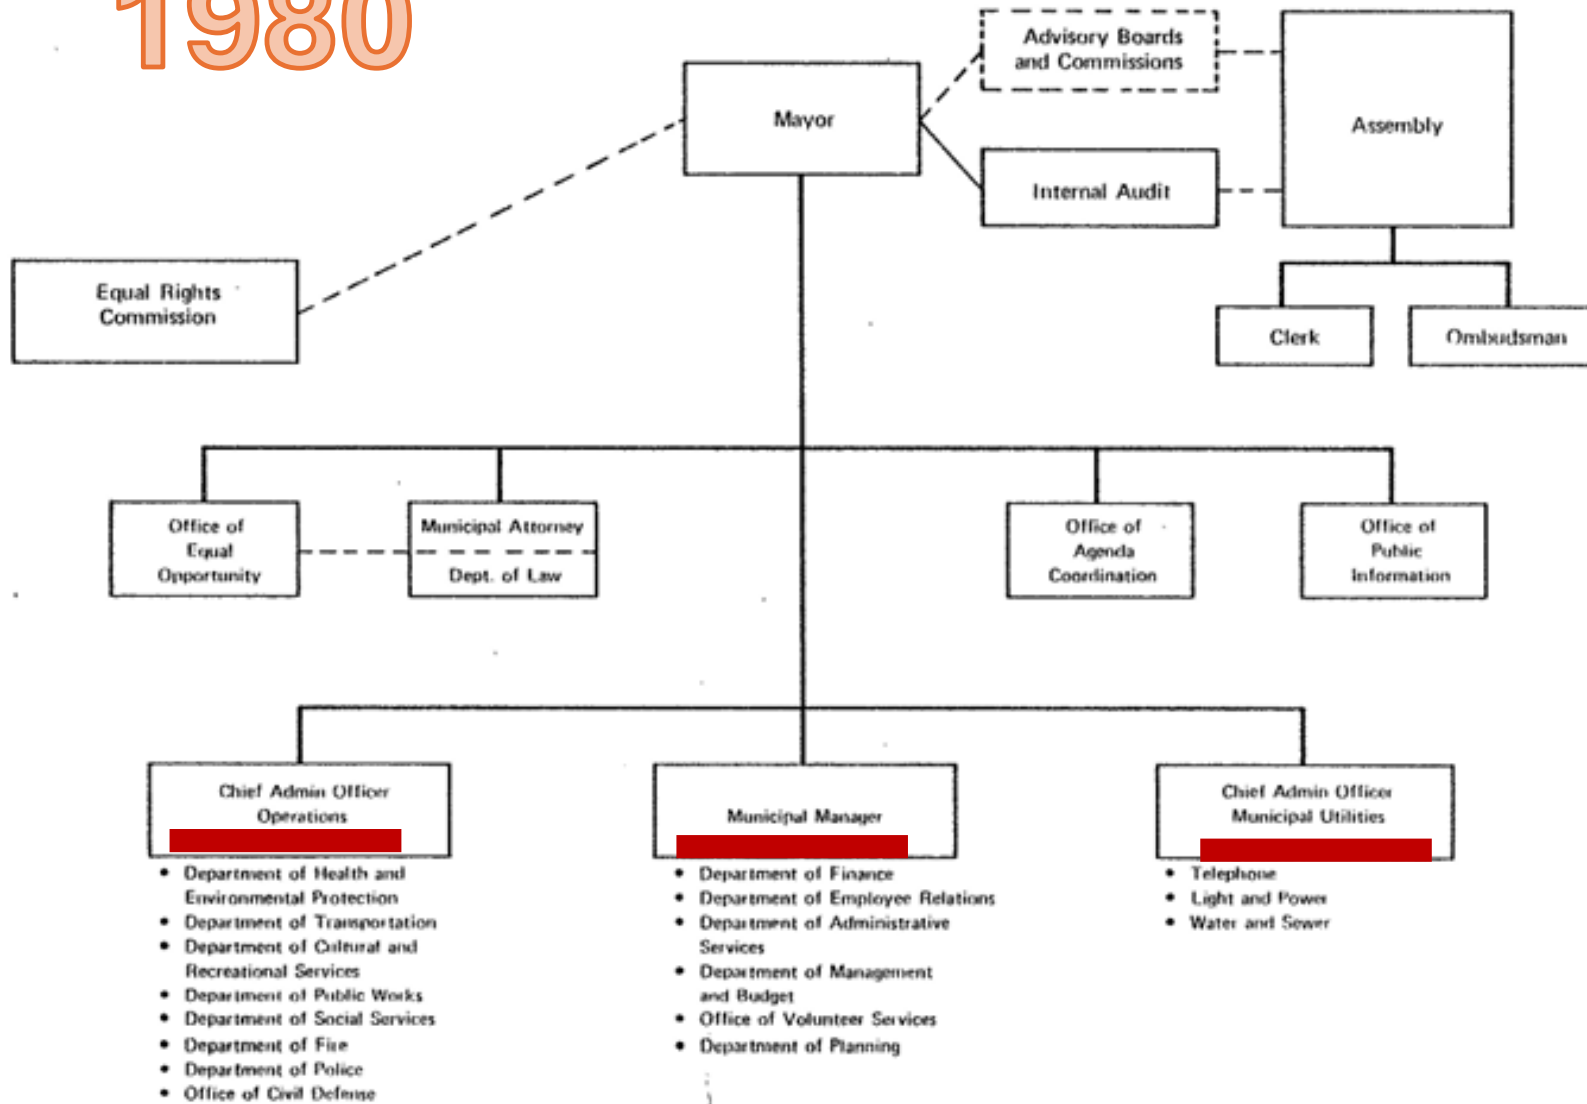 1980
Advisory Boards
and Commissions
Mayor
Assembly
Internal Audit
Equal Rights
Commission
Clerk
Ombudsman
Office of
Equal
Opportunity
Municipal Attorney
Dept. of Law
Office of
Agenda
Coordination
Office of
Public
Information
Chief Admin Officer
Operations
• Department of Health and
Environmental Protection
• Department of Transportation
• Department of Cultural and
Recreational Services
• Department of Public Works
• Department of Social Services
• Department of Fire
• Department of Police
• Office of Civil Defense
Municipal Manager
• Department of Finance
• Department of Employee Relations
• Department of Administrative
Services
• Department of Management
and Budget
• Office of Volunteer Services
• Department of Planning
Chief Admin Officer
Municipal Utilities
• Telephone
• Light and Power
• Water and Sewer